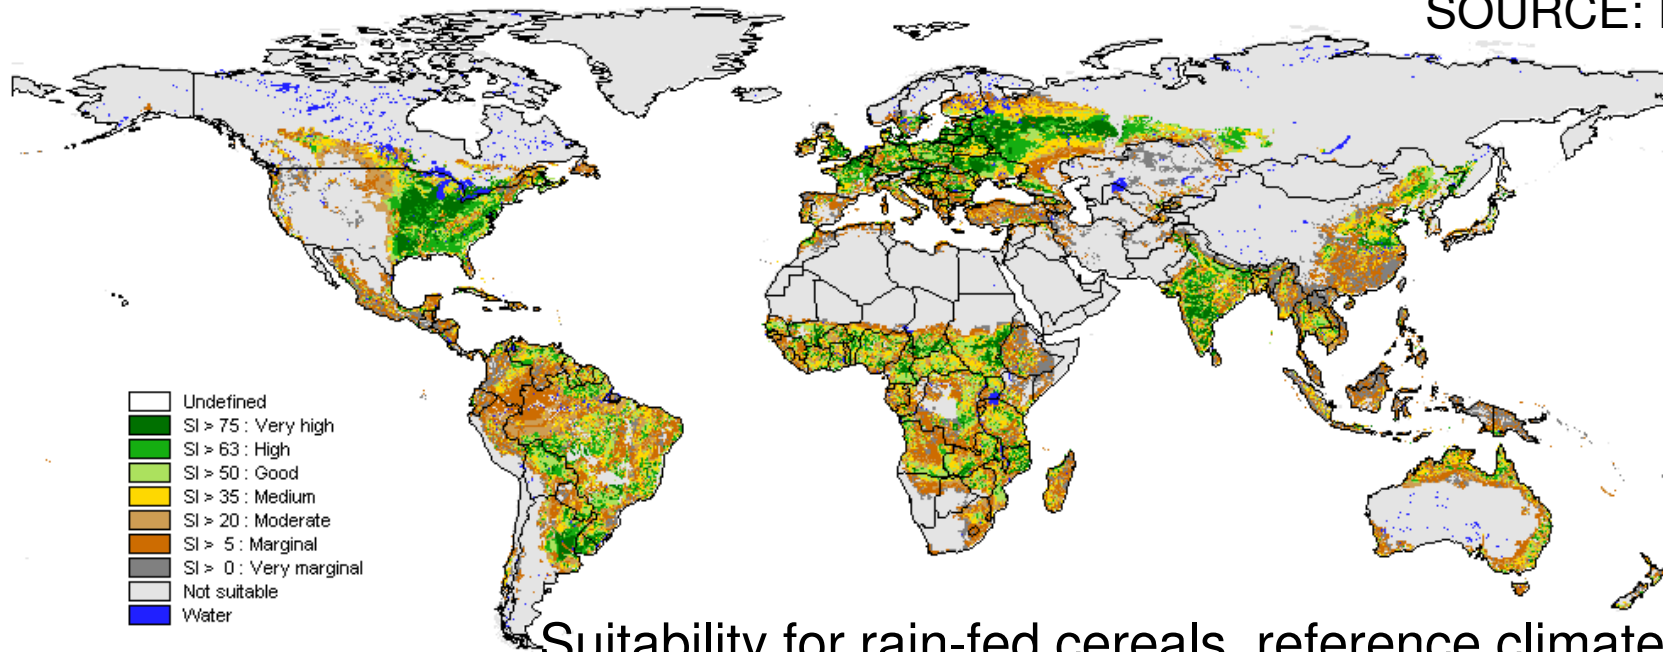 SOURCE:
Undefined
SI > 75 : Very high
SI > 63 : High
SI > 50 : Good
SI > 35 : Medium
SI > 20 : Moderate
SI > 5 : Marginal
SI > 0 : Very marginal
Not suitable
Water
Suitability for rain-fed cereals, reference climate